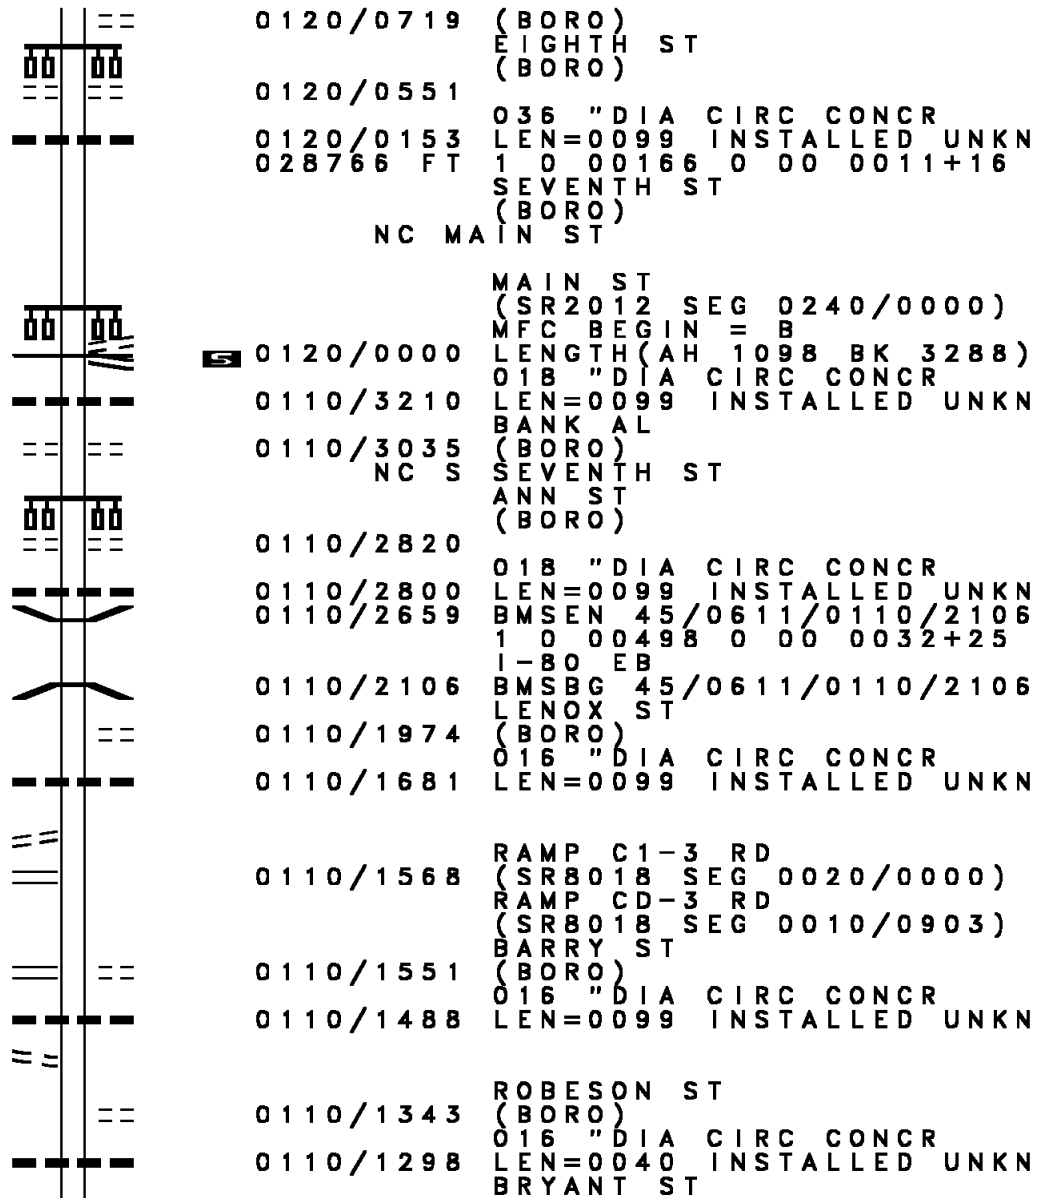 0120/0719 (BORO)
EIGHTH ST
(BORO)
0120/0551
036 "DIA CIRC CONCR
0120/0153 LEN=0099 INSTALLED UNKN
028766 FT 1 0 00166 0 00 0011+16
SEVENTH ST
(BORO)
NC MAIN ST
MAIN ST
(SR2012 SEG 0240/0000)
MFC BEGIN = B
S 0120/0000 LENGTH(AH 1098 BK 3288)
018 "DIA CIRC CONCR
0110/3210 LEN=0099 INSTALLED UNKN
BANK AL
0110/3035 (BORO)
NC S SEVENTH ST
ANN ST
(BORO)
0110/2820
018 "DIA CIRC CONCR
0110/2800 LEN=0099 INSTALLED UNKN
0110/2659 BMSEN 45/0611/0110/2106
1 0 00498 0 00 0032+25
I-80 EB
0110/2106 BMSBG 45/0611/0110/2106
LENOX ST
0110/1974 (BORO)
016 "DIA CIRC CONCR
0110/1681 LEN=0099 INSTALLED UNKN
RAMP C1-3 RD
0110/1568 (SR8018 SEG 0020/0000)
RAMP CD-3 RD
(SR8018 SEG 0010/0903)
BARRY ST
0110/1551 (BORO)
016 "DIA CIRC CONCR
0110/1488 LEN=0099 INSTALLED UNKN
ROBESON ST
0110/1343 (BORO)
016 "DIA CIRC CONCR
0110/1298 LEN=0040 INSTALLED UNKN
BRYANT ST